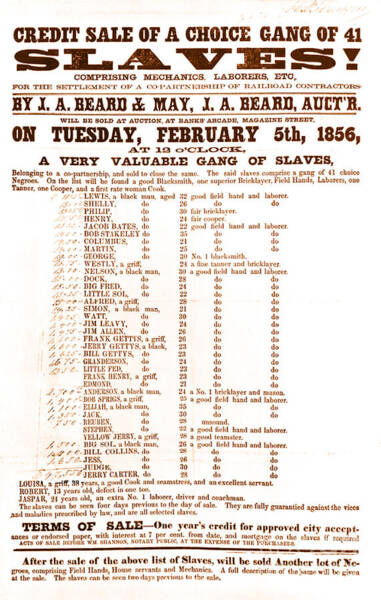 CREDIT SALE OF A CHOICE GANG OF 41
SLAVES!
COMPRISING MECHANICS, LABORERS, ETC,
FOR THE SETTLEMENT OF A CO-PARTNERSHIP OF RAILROAD CONTRACTORS.
BY J. A. BEARD & MAY, J. A. BEARD, AUCT'R.
WILL BE SOLD AT AUCTION, AT BANKS' ARCADE, MAGAZINE STREET,
ON TUESDAY, FEBRUARY 5th, 1856,
AT 12 O'CLOCK,
A VERY VALUABLE GANG OF SLAVES,
Belonging to a co-partnership, and sold to close the same. The said slaves comprise a gang of 41 choice
Negroes. On the list will be found a good Blacksmith, one superior Bricklayer, Field Hands, Laborers, one
Tanner, one Cooper, and a first rate woman Cook.
LEWIS, a black man, aged 32 good field hand and laborer.
SHELLY, do 26 do do
PHILIP, do 30 fair bricklayer.
HENRY, do 24 fair cooper.
JACOB BATES, do 22 good field hand and laborer.
BOB STAKELEY do 35 do do
COLUMBUS, do 21 do do
MARTIN, do 25 do do
GEORGE, do 30 No. 1 blacksmith.
WESTLY, a griff, 24 a fine tanner and bricklayer.
NELSON, a black man, 30 a good field hand and laborer.
DOCK, do 28 do do
BIG FRED, do 24 do do
LITTLE SOL, do 22 do do
ALFRED, a griff, 28 do do
SIMON, a black man, 21 do do
WATT, do 30 do do
JIM LEAVY, do 24 do do
JIM ALLEN, do 26 do do
FRANK GETTIS, a griff, 26 do do
JERRY GETTYS, a black, 23 do do
BILL GETTYS, do 23 do do
GRANDERSON, do 24 do do
LITTLE FED, do 23 do do
FRANK HENRY, a griff, 23 do do
EDMOND, do 21 do do
ANDERSON, a black man, 24 a No. 1 bricklayer and mason.
BOB SPRIGS, a griff, 25 a good field hand and laborer.
ELIJAH, a black man, 35 do do
JACK, do 30 do do
REUBEN, do 28 unsound.
STEPHEN, do 22 a good field hand and laborer.
YELLOW JERRY, a griff, 28 a good teamster.
BIG SOL, a black man, 26 a good field hand and laborer.
BILL COLLINS, do 28 do do
JESS, do 26 do do
JUDGE, do 30 do do
JERRY CARTER, do 28 do do
LOUISA, a griff, 38 years, a good Cook and seamstress, and an excellent servant.
ROBERT, 13 years old, defect in one toe.
JASPAR, 24 years old, an extra No. 1 laborer, driver and coachman.
The slaves can be seen four days previous to the day of sale. They are fully guarantied against the vices
and maladies prescribed by law, and are all selected slaves.
TERMS OF SALE—One year's credit for approved city accept-
ances or endorsed paper, with interest at 7 per cent. from date, and mortgage on the slaves if required
ACTS OF SALE BEFORE WM SHANNON, NOTARY PUBLIC, AT THE EXPENSE OF THE PURCHASERS.
After the sale of the above list of Slaves, will be sold Another lot of Ne-
groes, comprising Field Hands, House servants and Mechanics. A full description of the same will be given
at the sale. The slaves can be seen two days previous to the sale.